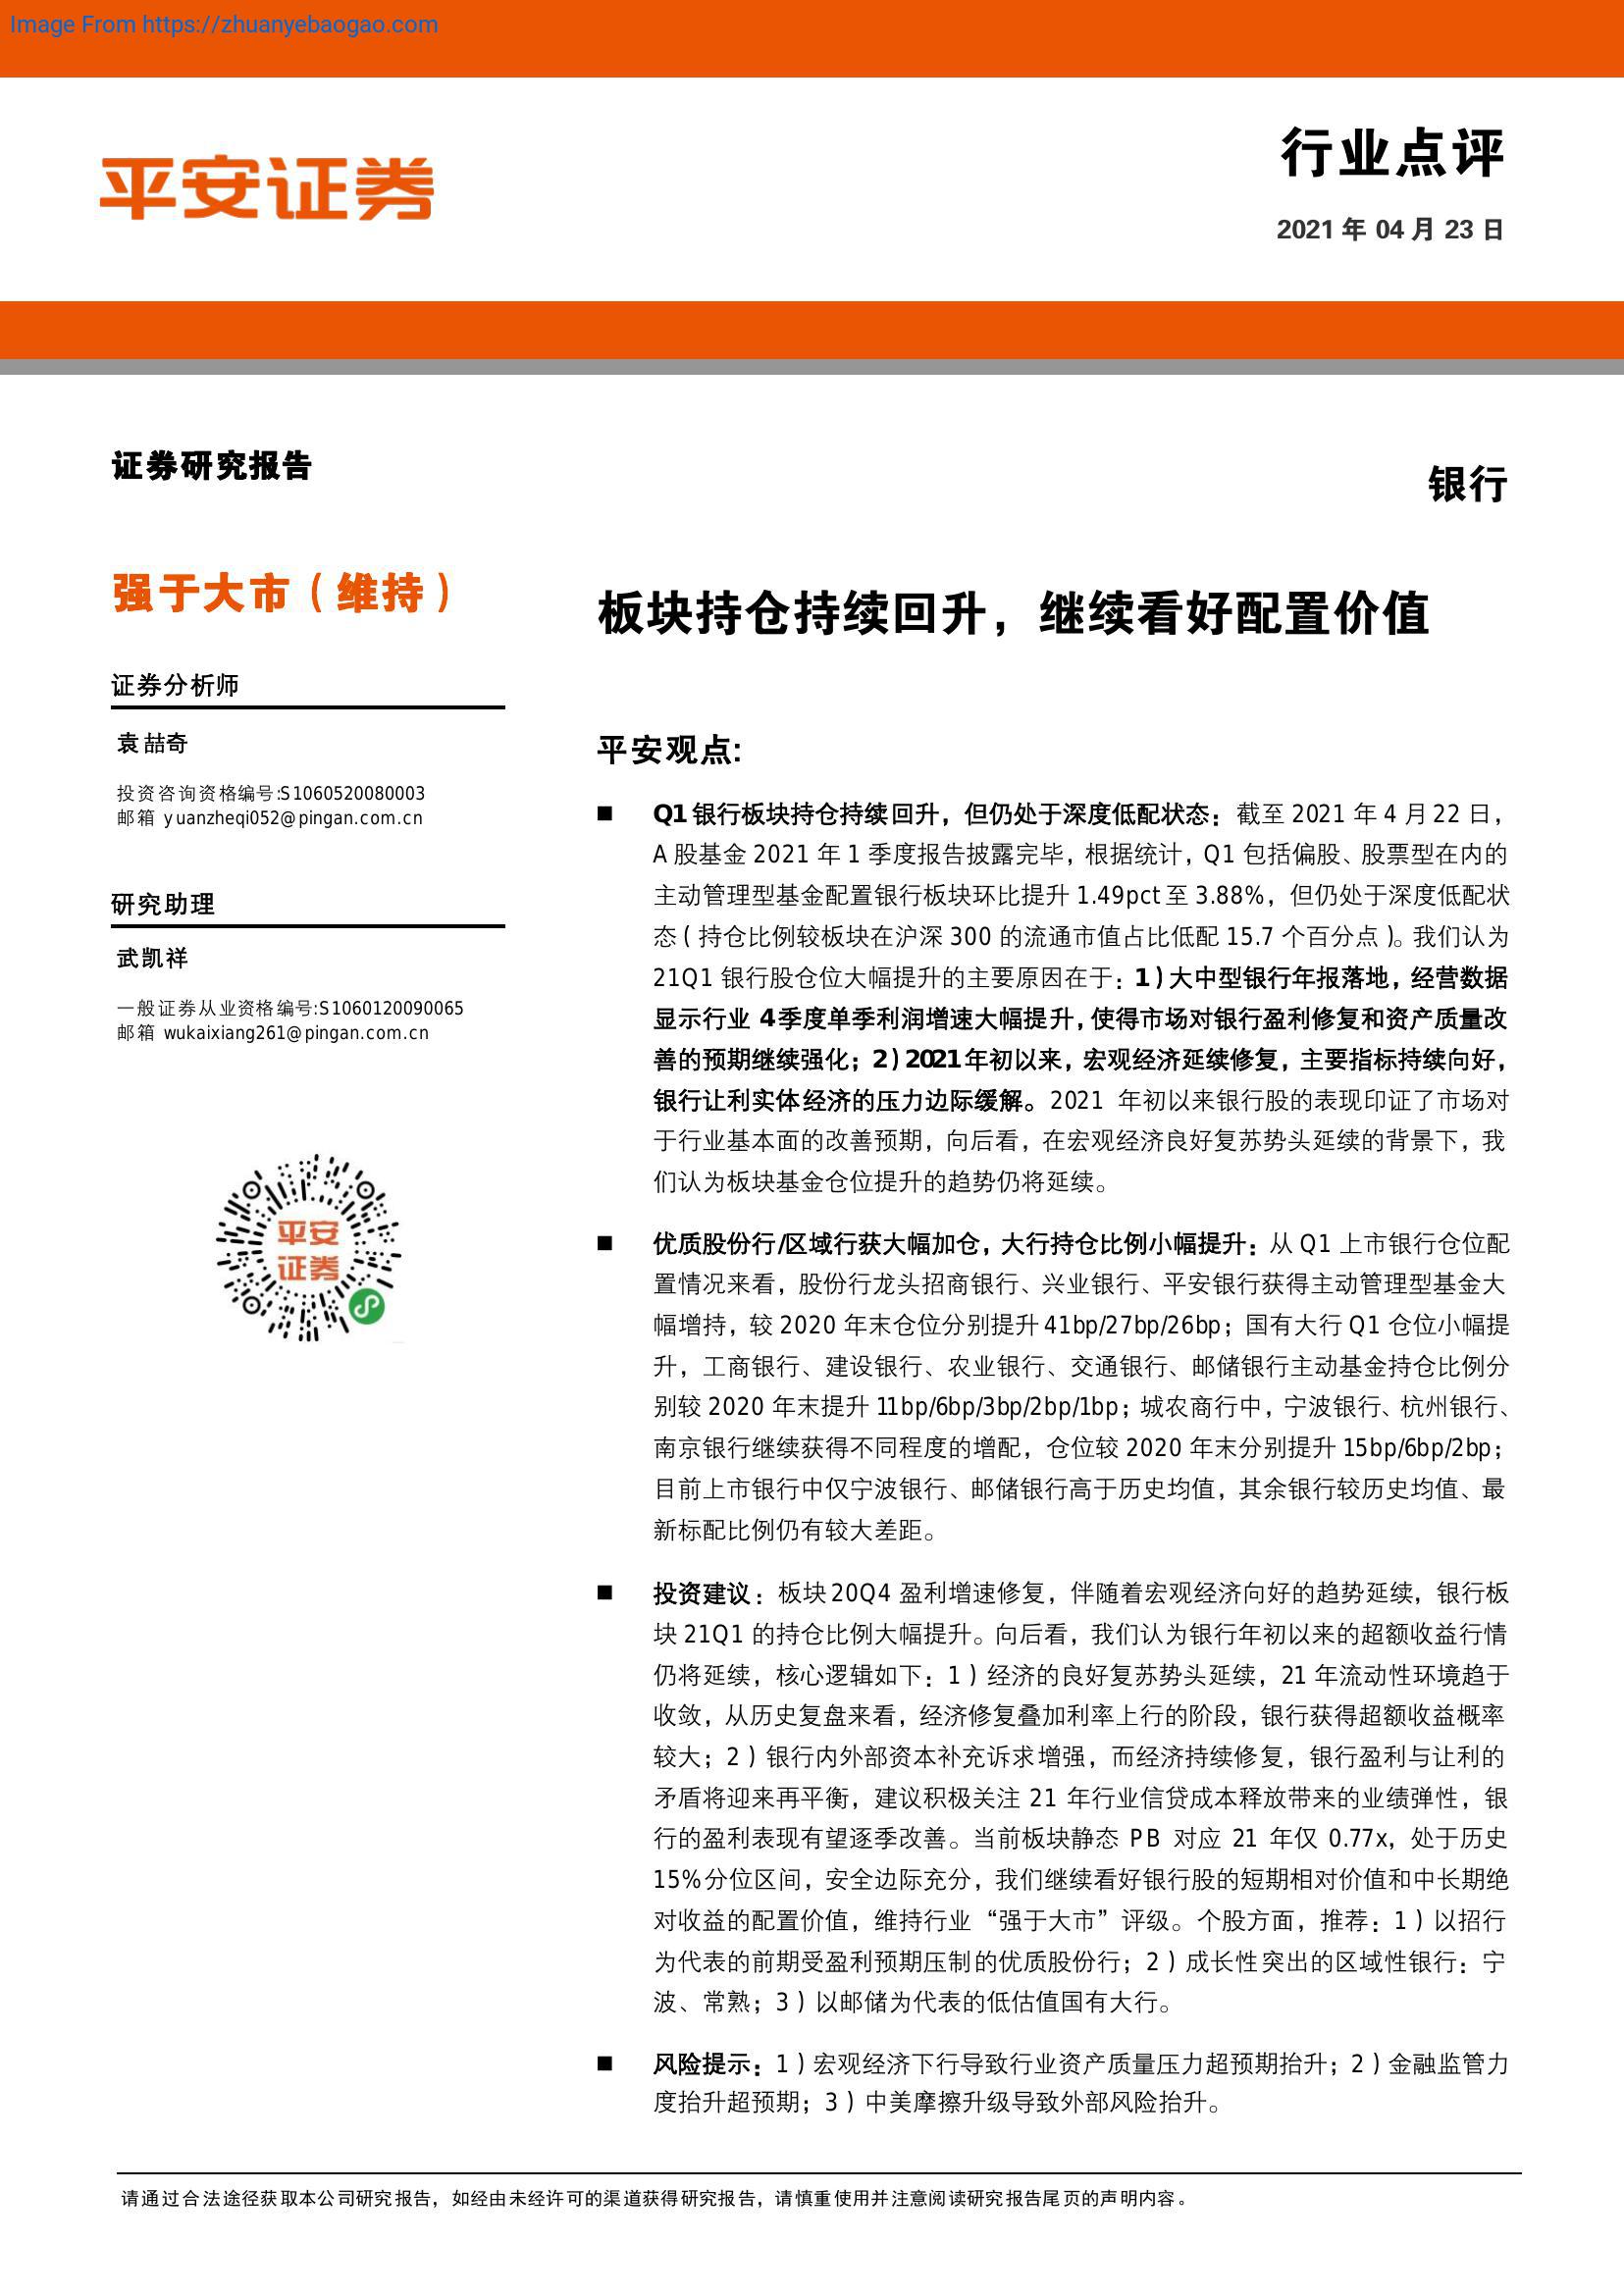 Image From https://zhuanyebaogao.com
平安证券
行业点评
2021 年 04 月 23 日
证券研究报告
银行
强于大市（维持）
板块持仓持续回升，继续看好配置价值
证券分析师
袁喆奇
投资咨询资格编号:S1060520080003
邮箱 yuanzheqi052@pingan.com.cn
研究助理
武凯祥
一般证券从业资格编号:S1060120090065
邮箱 wukaixiang261@pingan.com.cn
平安
证券
平安观点:
■ Q1 银行板块持仓持续回升，但仍处于深度低配状态：截至 2021 年 4 月 22 日，
A 股基金 2021 年 1 季度报告披露完毕，根据统计，Q1 包括偏股、股票型在内的
主动管理型基金配置银行板块环比提升 1.49pct 至 3.88%，但仍处于深度低配状
态（持仓比例较板块在沪深 300 的流通市值占比低配 15.7 个百分点）。我们认为
21Q1 银行股仓位大幅提升的主要原因在于：1）大中型银行年报落地，经营数据
显示行业 4 季度单季利润增速大幅提升，使得市场对银行盈利修复和资产质量改
善的预期继续强化；2）2021 年初以来，宏观经济延续修复，主要指标持续向好，
银行让利实体经济的压力边际缓解。2021 年初以来银行股的表现印证了市场对
于行业基本面的改善预期，向后看，在宏观经济良好复苏势头延续的背景下，我
们认为板块基金仓位提升的趋势仍将延续。
■ 优质股份行/区域行获大幅加仓，大行持仓比例小幅提升：从 Q1 上市银行仓位配
置情况来看，股份行龙头招商银行、兴业银行、平安银行获得主动管理型基金大
幅增持，较 2020 年末仓位分别提升 41bp/27bp/26bp；国有大行 Q1 仓位小幅提
升，工商银行、建设银行、农业银行、交通银行、邮储银行主动基金持仓比例分
别较 2020 年末提升 11bp/6bp/3bp/2bp/1bp；城农商行中，宁波银行、杭州银行、
南京银行继续获得不同程度的增配，仓位较 2020 年末分别提升 15bp/6bp/2bp；
目前上市银行中仅宁波银行、邮储银行高于历史均值，其余银行较历史均值、最
新标配比例仍有较大差距。
■ 投资建议：板块 20Q4 盈利增速修复，伴随着宏观经济向好的趋势延续，银行板
块 21Q1 的持仓比例大幅提升。向后看，我们认为银行年初以来的超额收益行情
仍将延续，核心逻辑如下：1）经济的良好复苏势头延续，21 年流动性环境趋于
收敛，从历史复盘来看，经济修复叠加利率上行的阶段，银行获得超额收益概率
较大；2）银行内外部资本补充诉求增强，而经济持续修复，银行盈利与让利的
矛盾将迎来再平衡，建议积极关注 21 年行业信贷成本释放带来的业绩弹性，银
行的盈利表现有望逐季改善。当前板块静态 PB 对应 21 年仅 0.77x，处于历史
15%分位区间，安全边际充分，我们继续看好银行股的短期相对价值和中长期绝
对收益的配置价值，维持行业“强于大市”评级。个股方面，推荐：1）以招行
为代表的前期受盈利预期压制的优质股份行；2）成长性突出的区域性银行：宁
波、常熟；3）以邮储为代表的低估值国有大行。
■ 风险提示：1）宏观经济下行导致行业资产质量压力超预期抬升；2）金融监管力
度抬升超预期；3）中美摩擦升级导致外部风险抬升。
请通过合法途径获取本公司研究报告，如经由未经许可的渠道获得研究报告，请慎重使用并注意阅读研究报告尾页的声明内容。